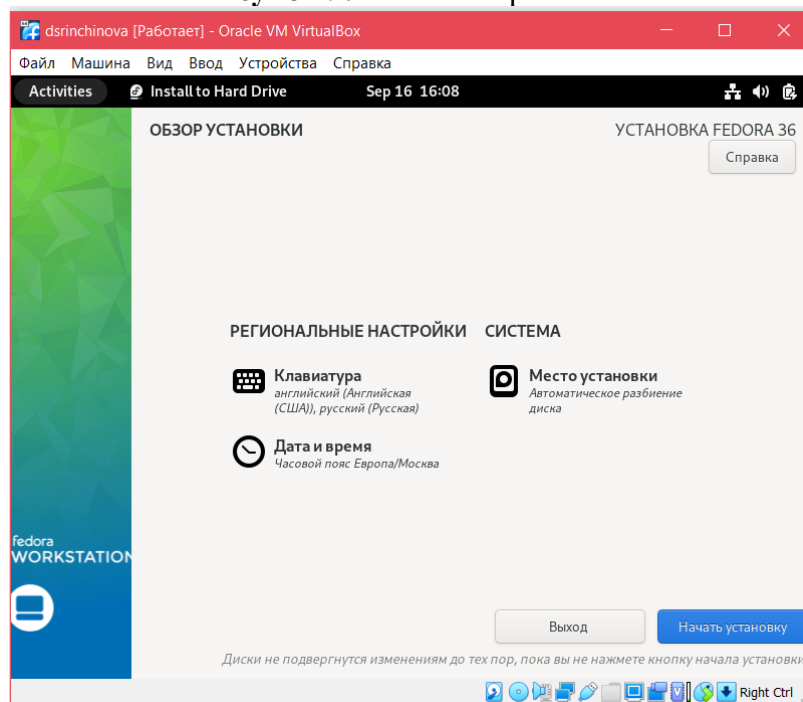 dsrinchinova [Работает] - Oracle VM VirtualBox
Файл Машина Вид Ввод Устройства Справка
Activities Install to Hard Drive Sep 16 16:08
ОБЗОР УСТАНОВКИ УСТАНОВКА FEDORA 36
Справка
РЕГИОНАЛЬНЫЕ НАСТРОЙКИ СИСТЕМА
Клавиатура
английский (Английская
(США)), русский (Русская)
Место установки
Автоматическое разбиение
диска
Дата и время
Часовой пояс Европа/Москва
fedora
WORKSTATION
Выход Начать установку
Диски не подвергнутся изменениям до тех пор, пока вы не нажмете кнопку начала установки
Right Ctrl